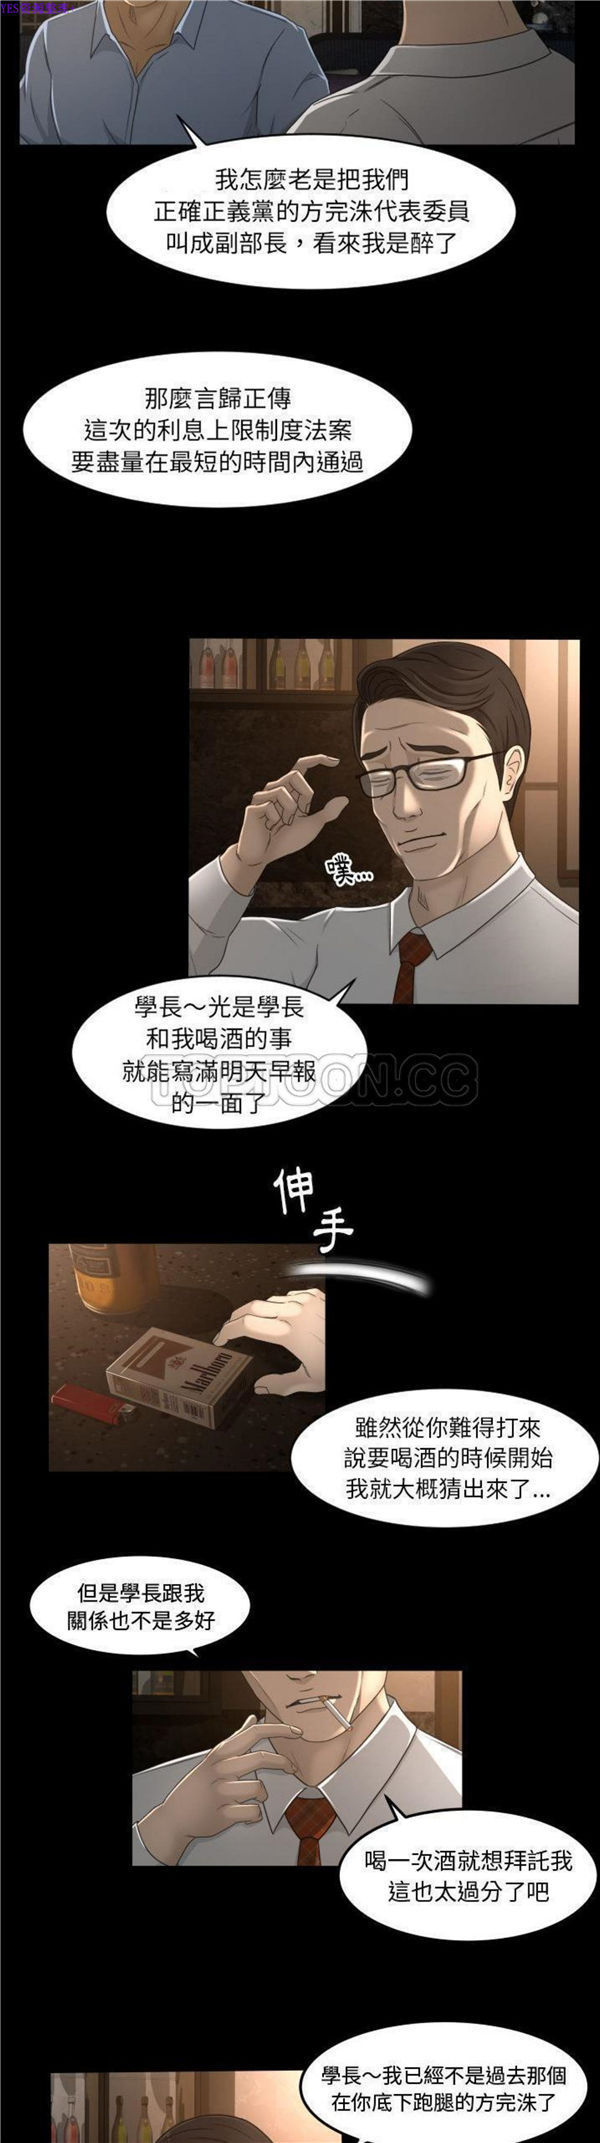 我怎麼老是把我們
正確正義黨的方完洙代表委員
叫成副部長，看來我是醉了
那麼言歸正傳
這次的利息上限制度法案
要盡量在最短的時間內通過
噗...
學長～光是學長
和我喝酒的事
就能寫滿明天早報
的一面了
TOPTOON.CC
伸
手
Marlboro
雖然從你難得打來
說要喝酒的時候開始
我就大概猜出來了...
但是學長跟我
關係也不是多好
喝一次酒就想拜託我
這也太過分了吧
學長～我已經不是過去那個
在你底下跑腿的方完洙了